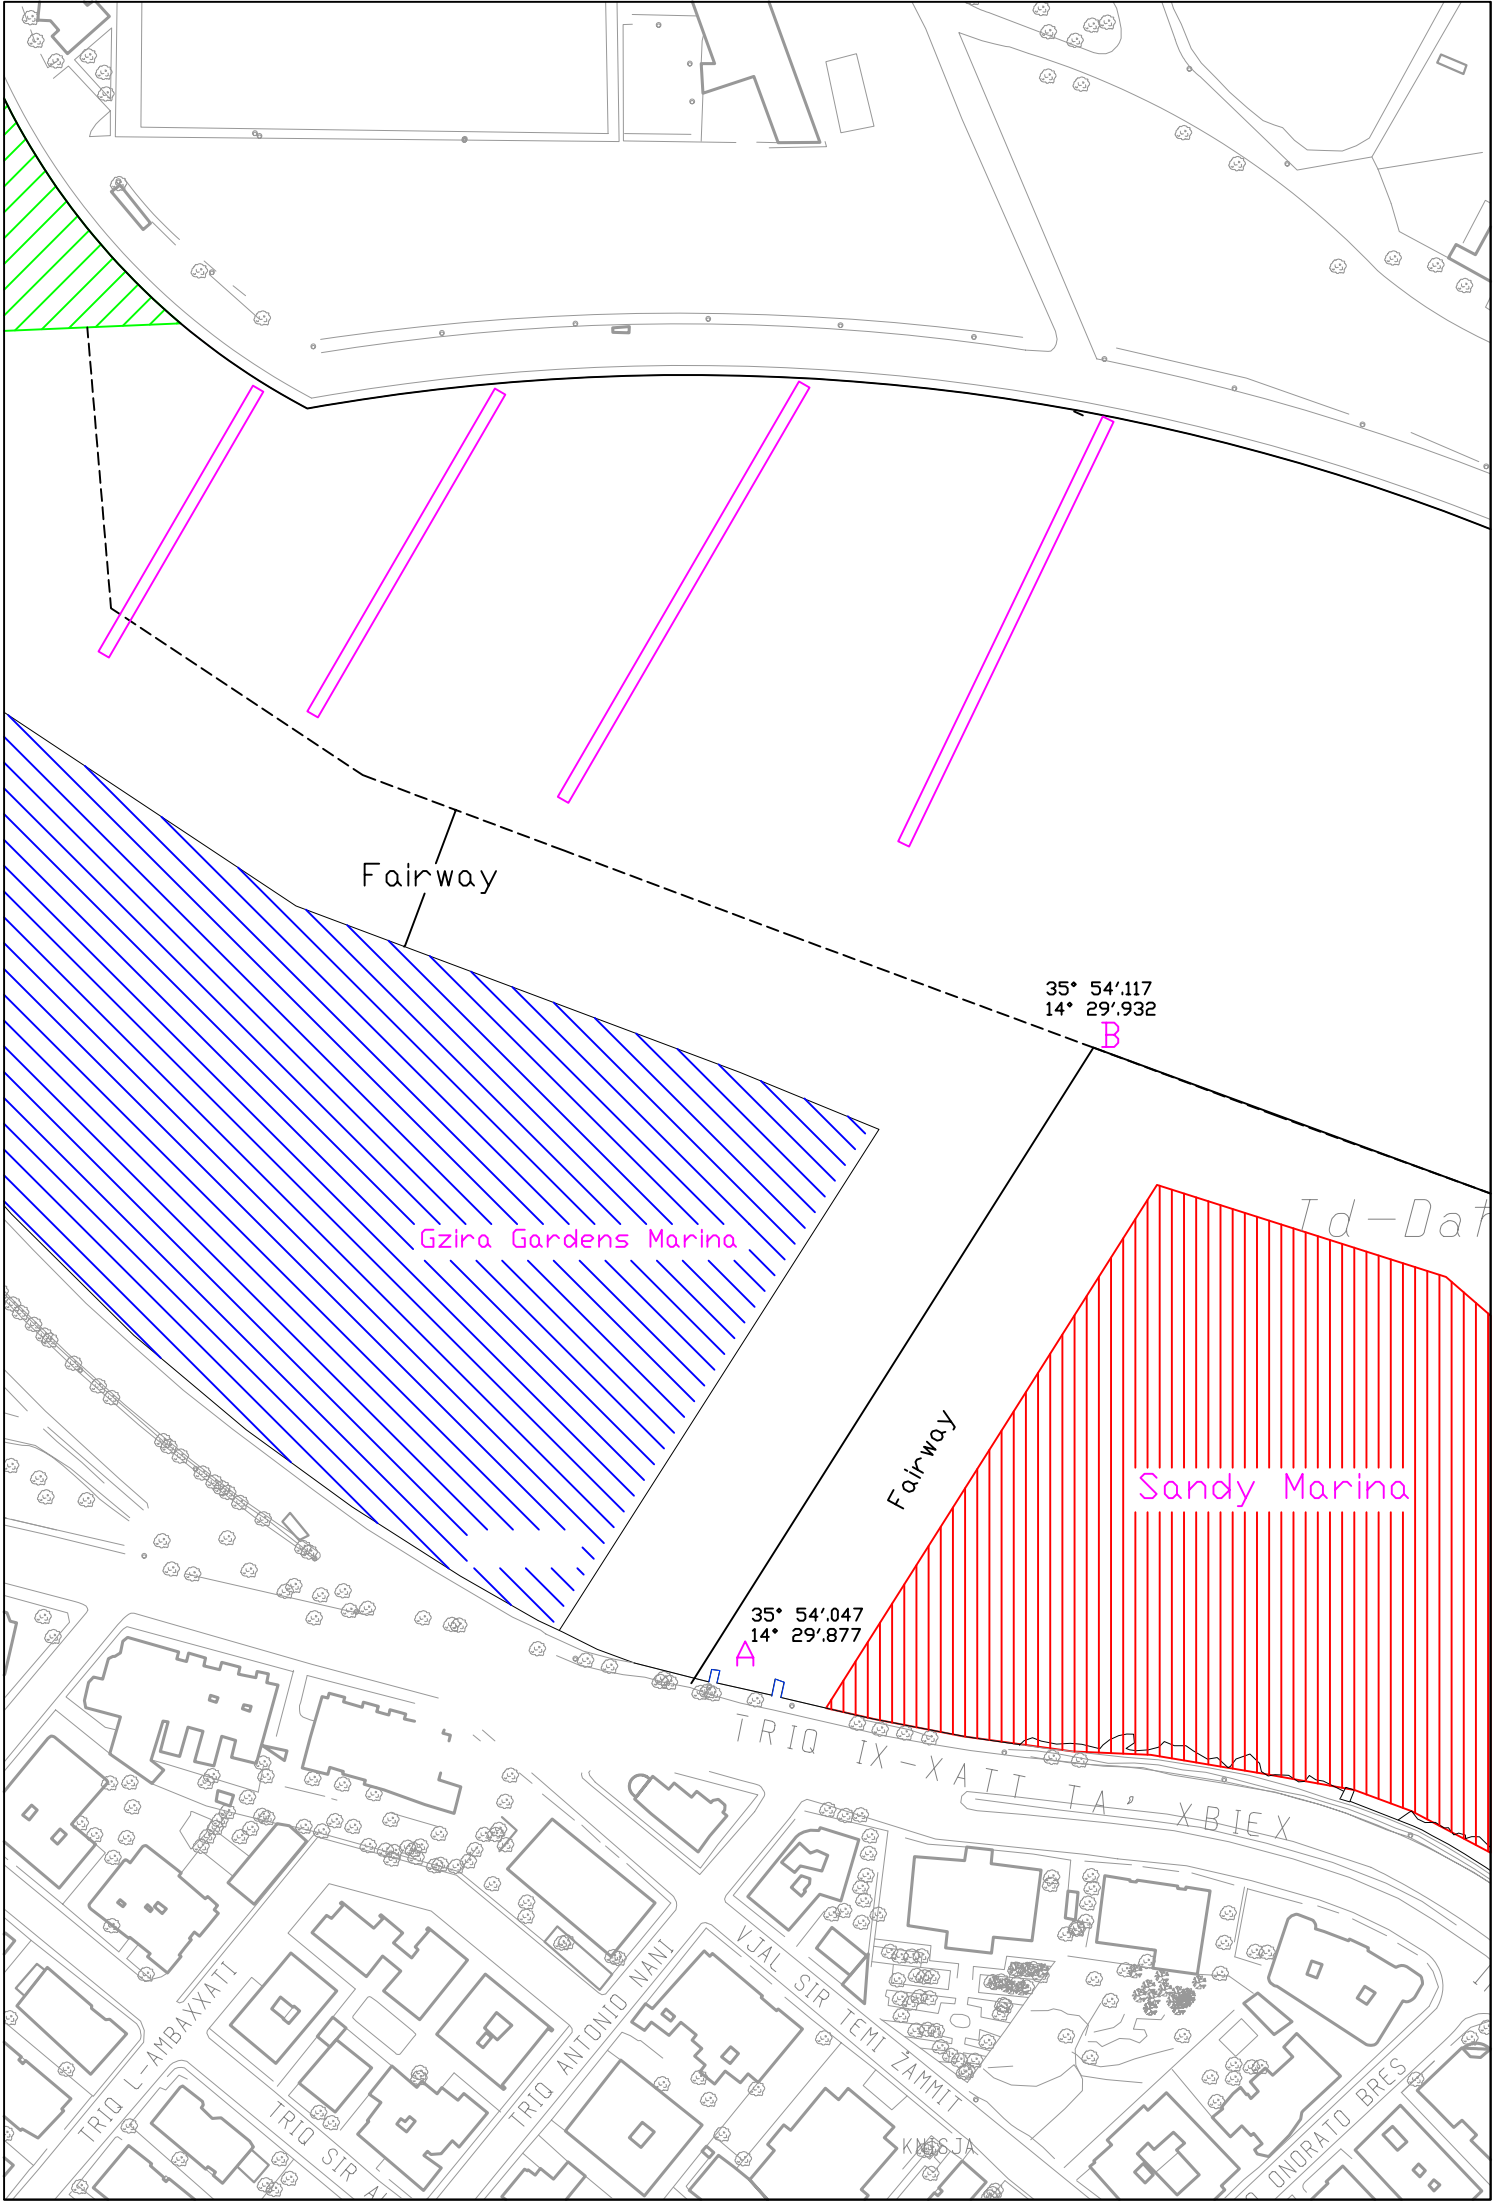 Fairway
35° 54'.117
14° 29'.932
B
Td-Dat
Gzira Gardens Marina
Fairway
Sandy Marina
35° 54'.047
14° 29'.877
A
TRIQ IX-XATT TA' XBIEX
TRIQ L-AMBAXXATI
TRIQ ANTONIO NANI
VJAL SIR TEMI ŻAMMIT
TRIQ SIR
KNISJA
ONORATO BRES